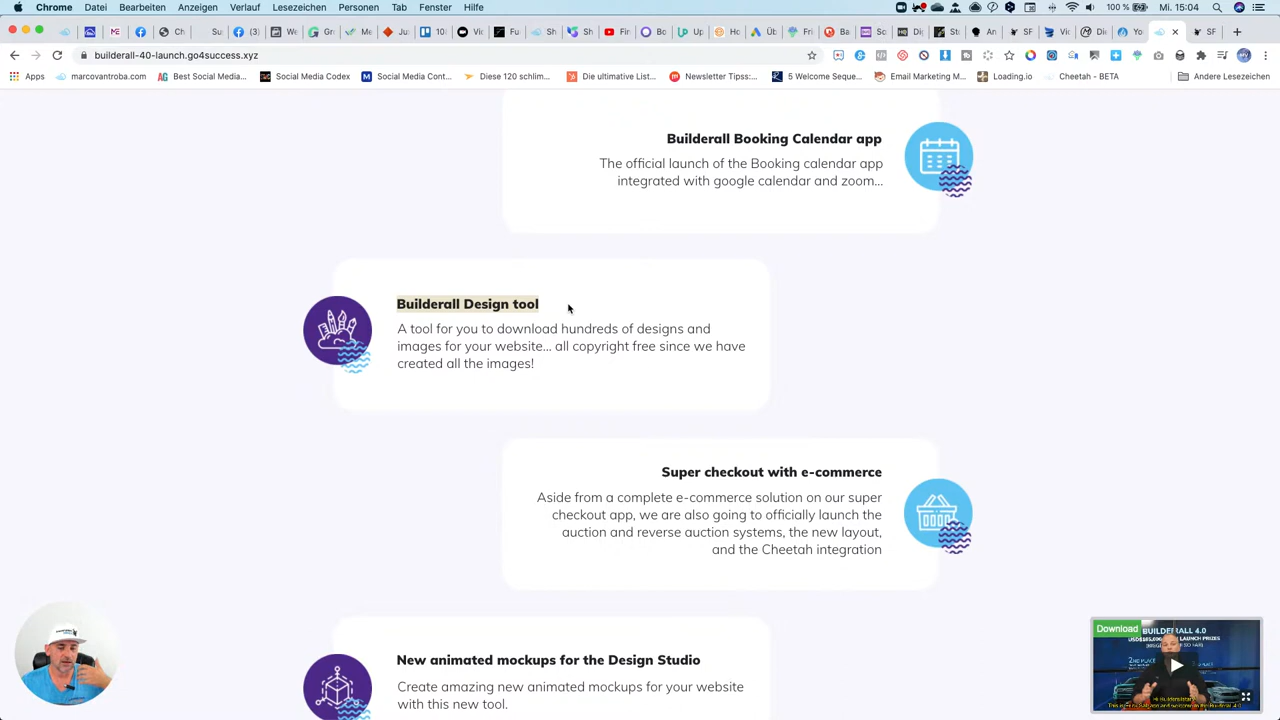 Chrome Datei Bearbeiten Anzeigen Verlauf Lesezeichen Personen Tab Fenster Hilfe 100 % Mi. 15:04
builderall-40-launch.go4success.xyz
Apps marcovantroba.com Best Social Media... Social Media Codex Social Media Cont... Diese 120 schlim... Die ultimative List... Newsletter Tipss:... 5 Welcome Seque... Email Marketing M... Loading.io Cheetah - BETA Andere Lesezeichen
Builderall Booking Calendar app
The official launch of the Booking calendar app
integrated with google calendar and zoom...
Builderall Design tool
A tool for you to download hundreds of designs and
images for your website... all copyright free since we have
created all the images!
Super checkout with e-commerce
Aside from a complete e-commerce solution on our super
checkout app, we are also going to officially launch the
auction and reverse auction systems, the new layout,
and the Cheetah integration
New animated mockups for the Design Studio
Create amazing new animated mockups for your website
Download
BUILDERALL 4.0
LAUNCH PRIZES